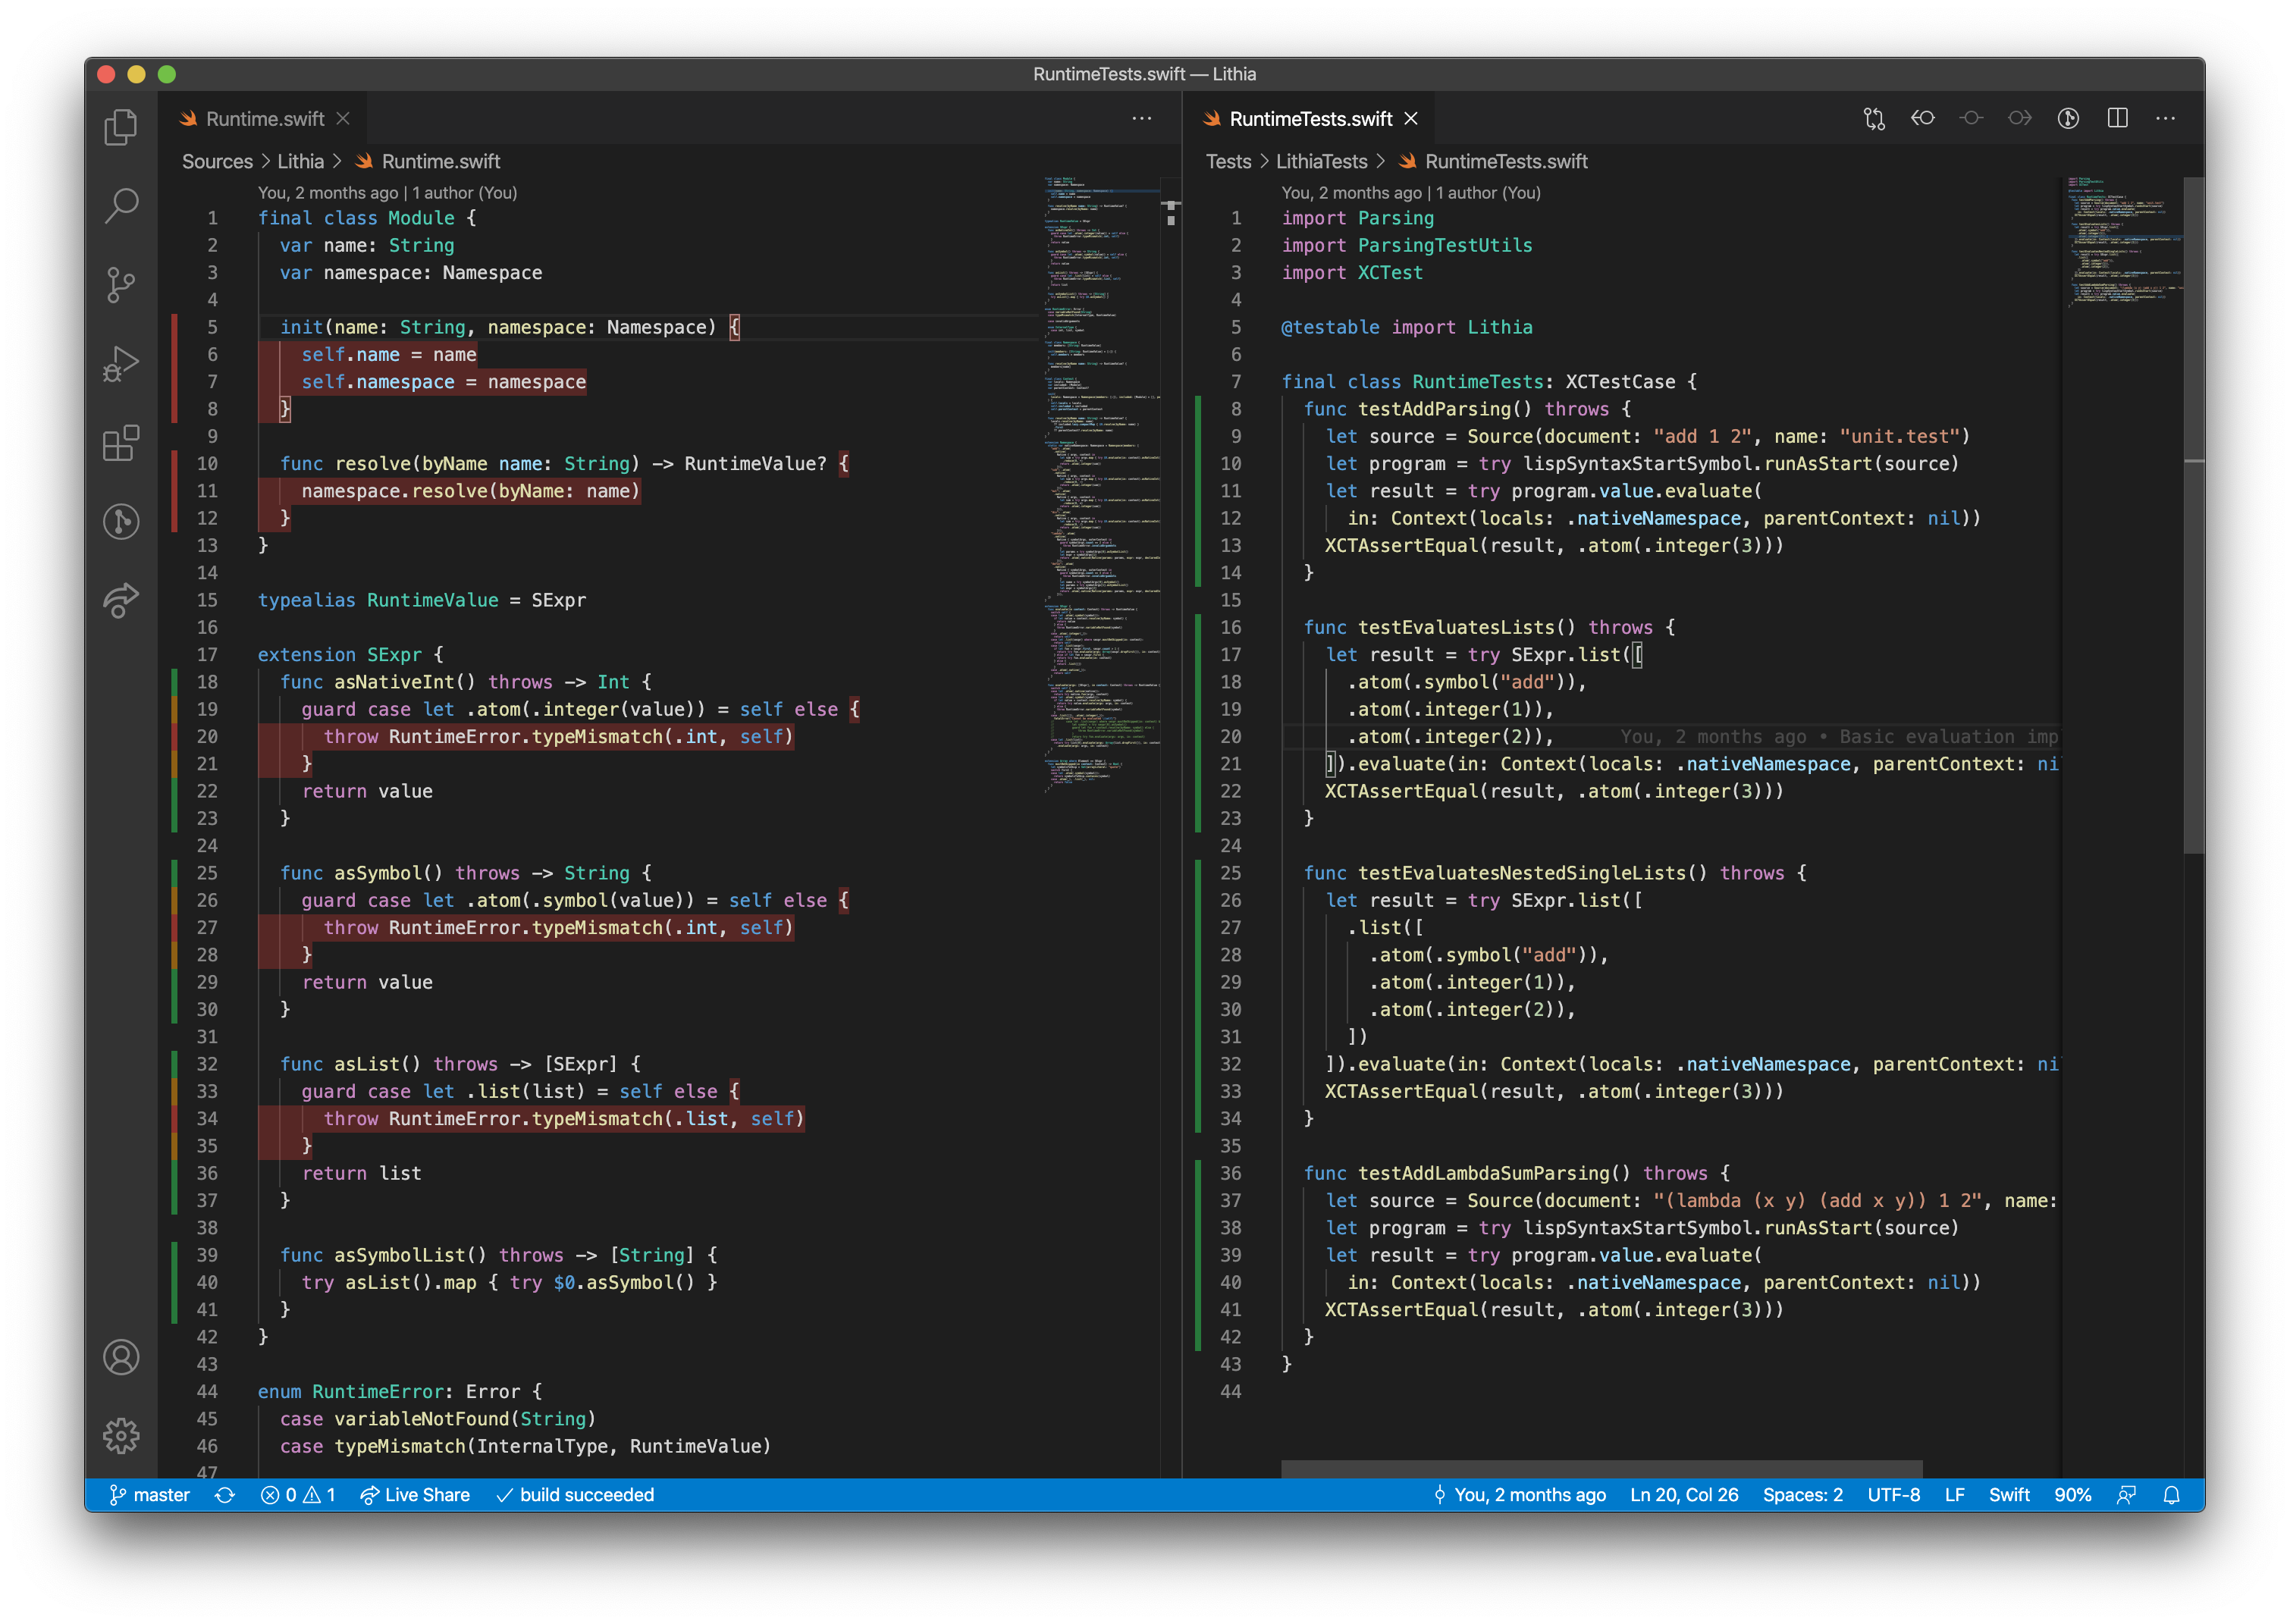 RuntimeTests.swift — Lithia
Runtime.swift
Sources > Lithia > Runtime.swift
You, 2 months ago | 1 author (You)
1 final class Module {
2 var name: String
3 var namespace: Namespace
4
5 init(name: String, namespace: Namespace) {
6 self.name = name
7 self.namespace = namespace
8 }
9
10 func resolve(byName name: String) -> RuntimeValue? {
11 namespace.resolve(byName: name)
12 }
13 }
14
15 typealias RuntimeValue = SExpr
16
17 extension SExpr {
18 func asNativeInt() throws -> Int {
19 guard case let .atom(.integer(value)) = self else {
20 throw RuntimeError.typeMismatch(.int, self)
21 }
22 return value
23 }
24
25 func asSymbol() throws -> String {
26 guard case let .atom(.symbol(value)) = self else {
27 throw RuntimeError.typeMismatch(.int, self)
28 }
29 return value
30 }
31
32 func asList() throws -> [SExpr] {
33 guard case let .list(list) = self else {
34 throw RuntimeError.typeMismatch(.list, self)
35 }
36 return list
37 }
38
39 func asSymbolList() throws -> [String] {
40 try asList().map { try $0.asSymbol() }
41 }
42 }
43
44 enum RuntimeError: Error {
45 case variableNotFound(String)
46 case typeMismatch(InternalType, RuntimeValue)
47
RuntimeTests.swift
Tests > LithiaTests > RuntimeTests.swift
You, 2 months ago | 1 author (You)
1 import Parsing
2 import ParsingTestUtils
3 import XCTest
4
5 @testable import Lithia
6
7 final class RuntimeTests: XCTestCase {
8 func testAddParsing() throws {
9 let source = Source(document: "add 1 2", name: "unit.test")
10 let program = try lispSyntaxStartSymbol.runAsStart(source)
11 let result = try program.value.evaluate(
12 in: Context(locals: .nativeNamespace, parentContext: nil))
13 XCTAssertEqual(result, .atom(.integer(3)))
14 }
15
16 func testEvaluatesLists() throws {
17 let result = try SExpr.list([
18 .atom(.symbol("add")),
19 .atom(.integer(1)),
20 .atom(.integer(2)), You, 2 months ago • Basic evaluation imp
21 ]).evaluate(in: Context(locals: .nativeNamespace, parentContext: ni
22 XCTAssertEqual(result, .atom(.integer(3)))
23 }
24
25 func testEvaluatesNestedSingleLists() throws {
26 let result = try SExpr.list([
27 .list([
28 .atom(.symbol("add")),
29 .atom(.integer(1)),
30 .atom(.integer(2)),
31 ])
32 ]).evaluate(in: Context(locals: .nativeNamespace, parentContext: ni
33 XCTAssertEqual(result, .atom(.integer(3)))
34 }
35
36 func testAddLambdaSumParsing() throws {
37 let source = Source(document: "(lambda (x y) (add x y)) 1 2", name:
38 let program = try lispSyntaxStartSymbol.runAsStart(source)
39 let result = try program.value.evaluate(
40 in: Context(locals: .nativeNamespace, parentContext: nil))
41 XCTAssertEqual(result, .atom(.integer(3)))
42 }
43 }
44
master 0 1 Live Share build succeeded You, 2 months ago Ln 20, Col 26 Spaces: 2 UTF-8 LF Swift 90%